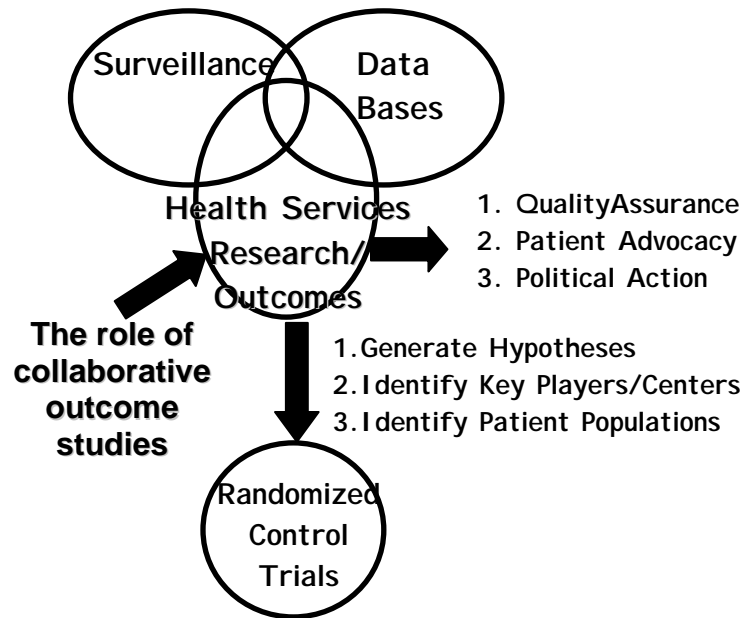 Surveillance
Data
Bases
Health Services
Research/
Outcomes
1. QualityAssurance
2. Patient Advocacy
3. Political Action
The role of
collaborative
outcome
studies
1.Generate Hypotheses
2.Identify Key Players/Centers
3.Identify Patient Populations
Randomized
Control
Trials